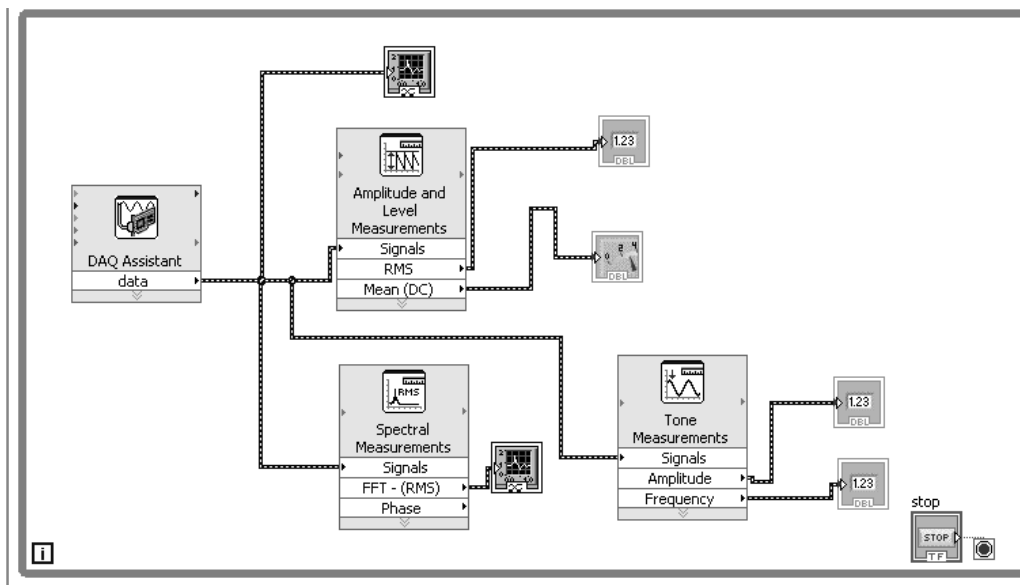 DAQ Assistant
data
Amplitude and
Level
Measurements
Signals
RMS
Mean (DC)
1.23
DBL
DBL
RMS
Spectral
Measurements
Signals
FFT - (RMS)
Phase
Tone
Measurements
Signals
Amplitude
Frequency
1.23
DBL
1.23
DBL
stop
STOP
TF
i